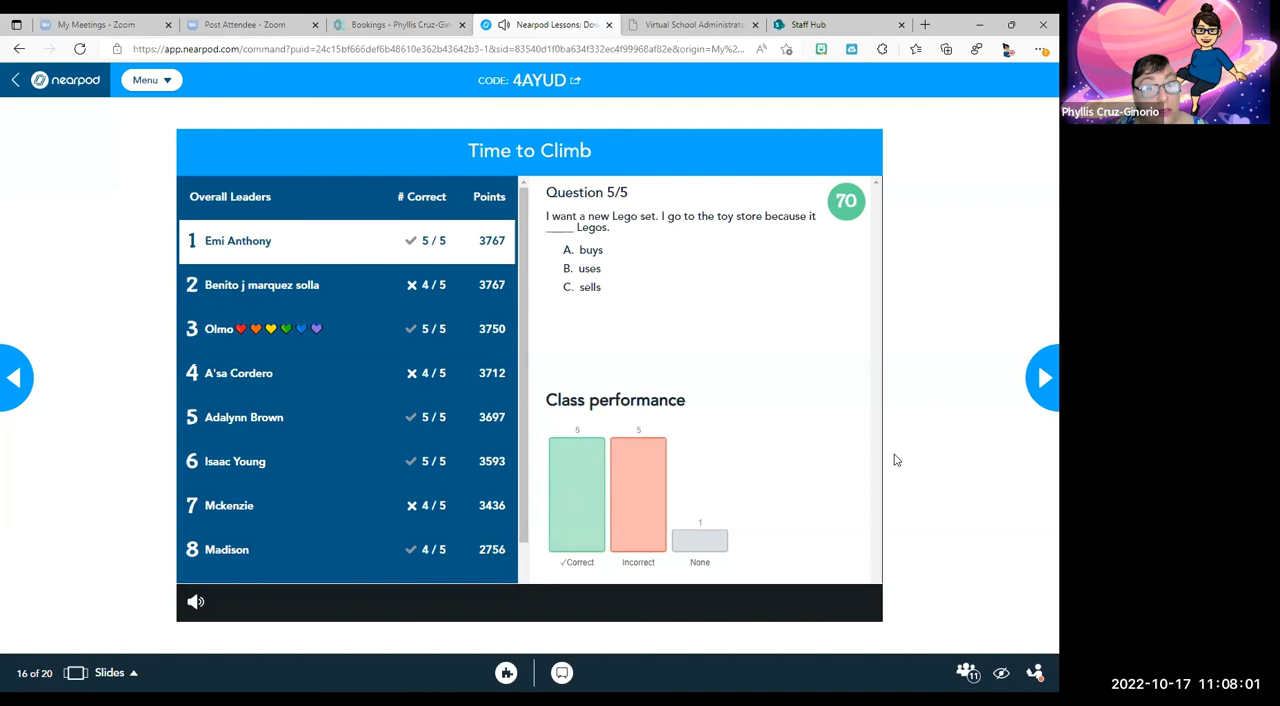 My Meetings - Zoom
Post Attendee - Zoom
Bookings - Phyllis Cruz-Gin
Nearpod Lessons: Do
Virtual School Administrat
Staff Hub
https://app.nearpod.com/command?puid=24c15bf666def6b48610e362b43642b3-1&sid=83540d1f0ba634f332ec4f99968af82e&origin=My%2...
nearpod
Menu
CODE: 4AYUD
Phyllis Cruz-Ginorio
Time to Climb
Overall Leaders # Correct Points
1 Emi Anthony 5 / 5 3767
2 Benito j marquez solla 4 / 5 3767
3 Olmo❤️🧡💛💚💙💜 5 / 5 3750
4 A'sa Cordero 4 / 5 3712
5 Adalynn Brown 5 / 5 3697
6 Isaac Young 5 / 5 3593
7 Mckenzie 4 / 5 3436
8 Madison 4 / 5 2756
Question 5/5
70
I want a new Lego set. I go to the toy store because it
_____ Legos.
A. buys
B. uses
C. sells
Class performance
5 5 1
✓Correct Incorrect None
16 of 20 Slides
11
2022-10-17 11:08:01